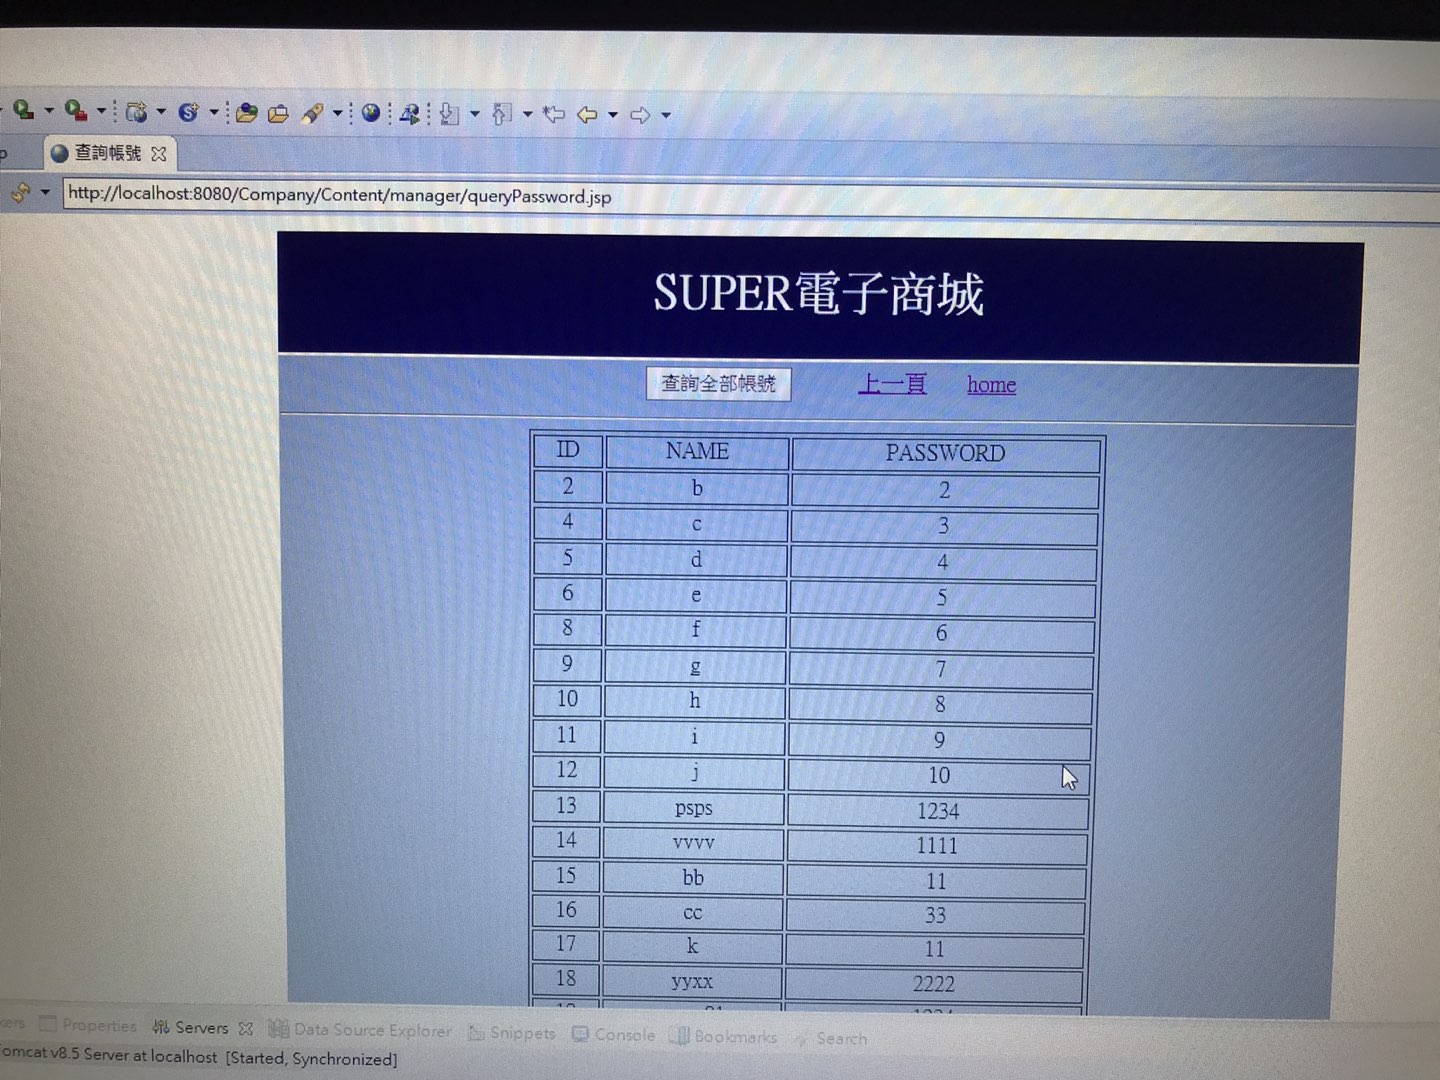 查詢帳號
http://localhost:8080/Company/Content/manager/queryPassword.jsp
SUPER電子商城
查詢全部帳號 上一頁 home
ID NAME PASSWORD
2 b 2
4 c 3
5 d 4
6 e 5
8 f 6
9 g 7
10 h 8
11 i 9
12 j 10
13 psps 1234
14 vvvv 1111
15 bb 11
16 cc 33
17 k 11
18 yyxx 2222
Properties Servers Data Source Explorer Snippets Console Bookmarks Search
omcat v8.5 Server at localhost [Started, Synchronized]